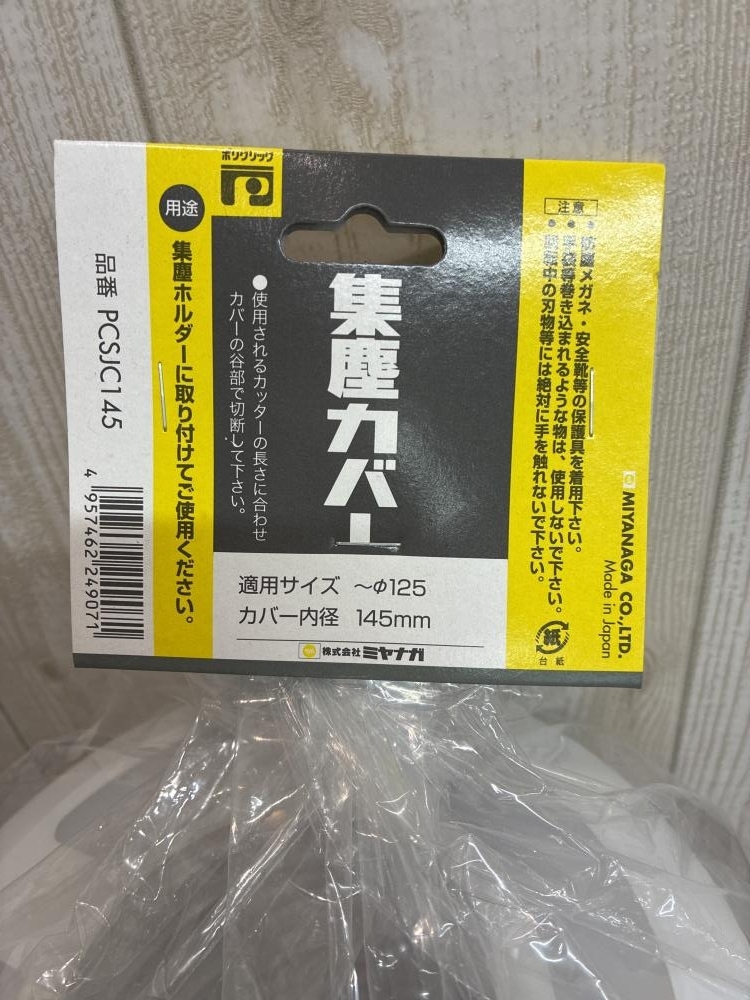 ポリクリック
用途
集塵ホルダーに取り付けてご使用ください。
品番 PCSJC145
4 957462 249071
集塵カバー
●使用されるカッターの長さに合わせ
カバーの谷部で切断して下さい。
適用サイズ ～φ125
カバー内径 145mm
株式会社ミヤナガ
注意
メガネ・安全靴等の保護具を着用下さい。
手袋等巻き込まれるような物は、使用しないで下さい。
中の刃物等には絶対に手を触れないで下さい。
MIYANAGA CO.,LTD.
Made in Japan
紙
台紙